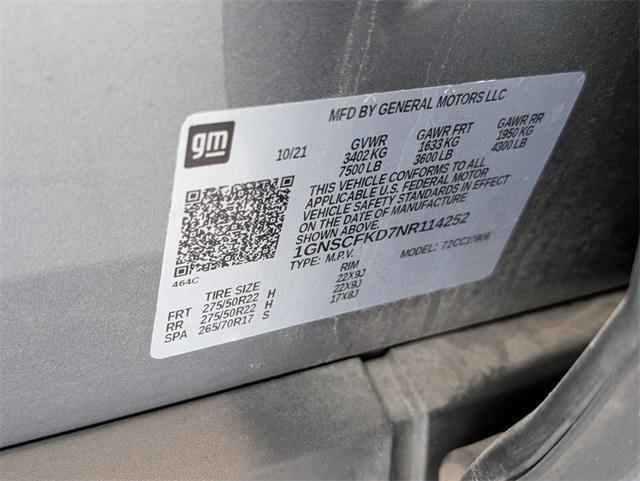 MFD BY GENERAL MOTORS LLC
gm
10/21
GVWR GAWR FRT GAWR RR
3402 KG 1633 KG 1950 KG
7500 LB 3600 LB 4300 LB
THIS VEHICLE CONFORMS TO ALL
APPLICABLE U.S. FEDERAL MOTOR
VEHICLE SAFETY STANDARDS IN EFFECT
ON THE DATE OF MANUFACTURE
SHOWN ABOVE.
1GNSCFKD7NR114252
TYPE: M.P.V. MODEL: 72CC10906
464C
TIRE SIZE RIM
FRT 275/50R22 H 22X9J
RR 275/50R22 H 22X9J
SPA 265/70R17 S 17X8J